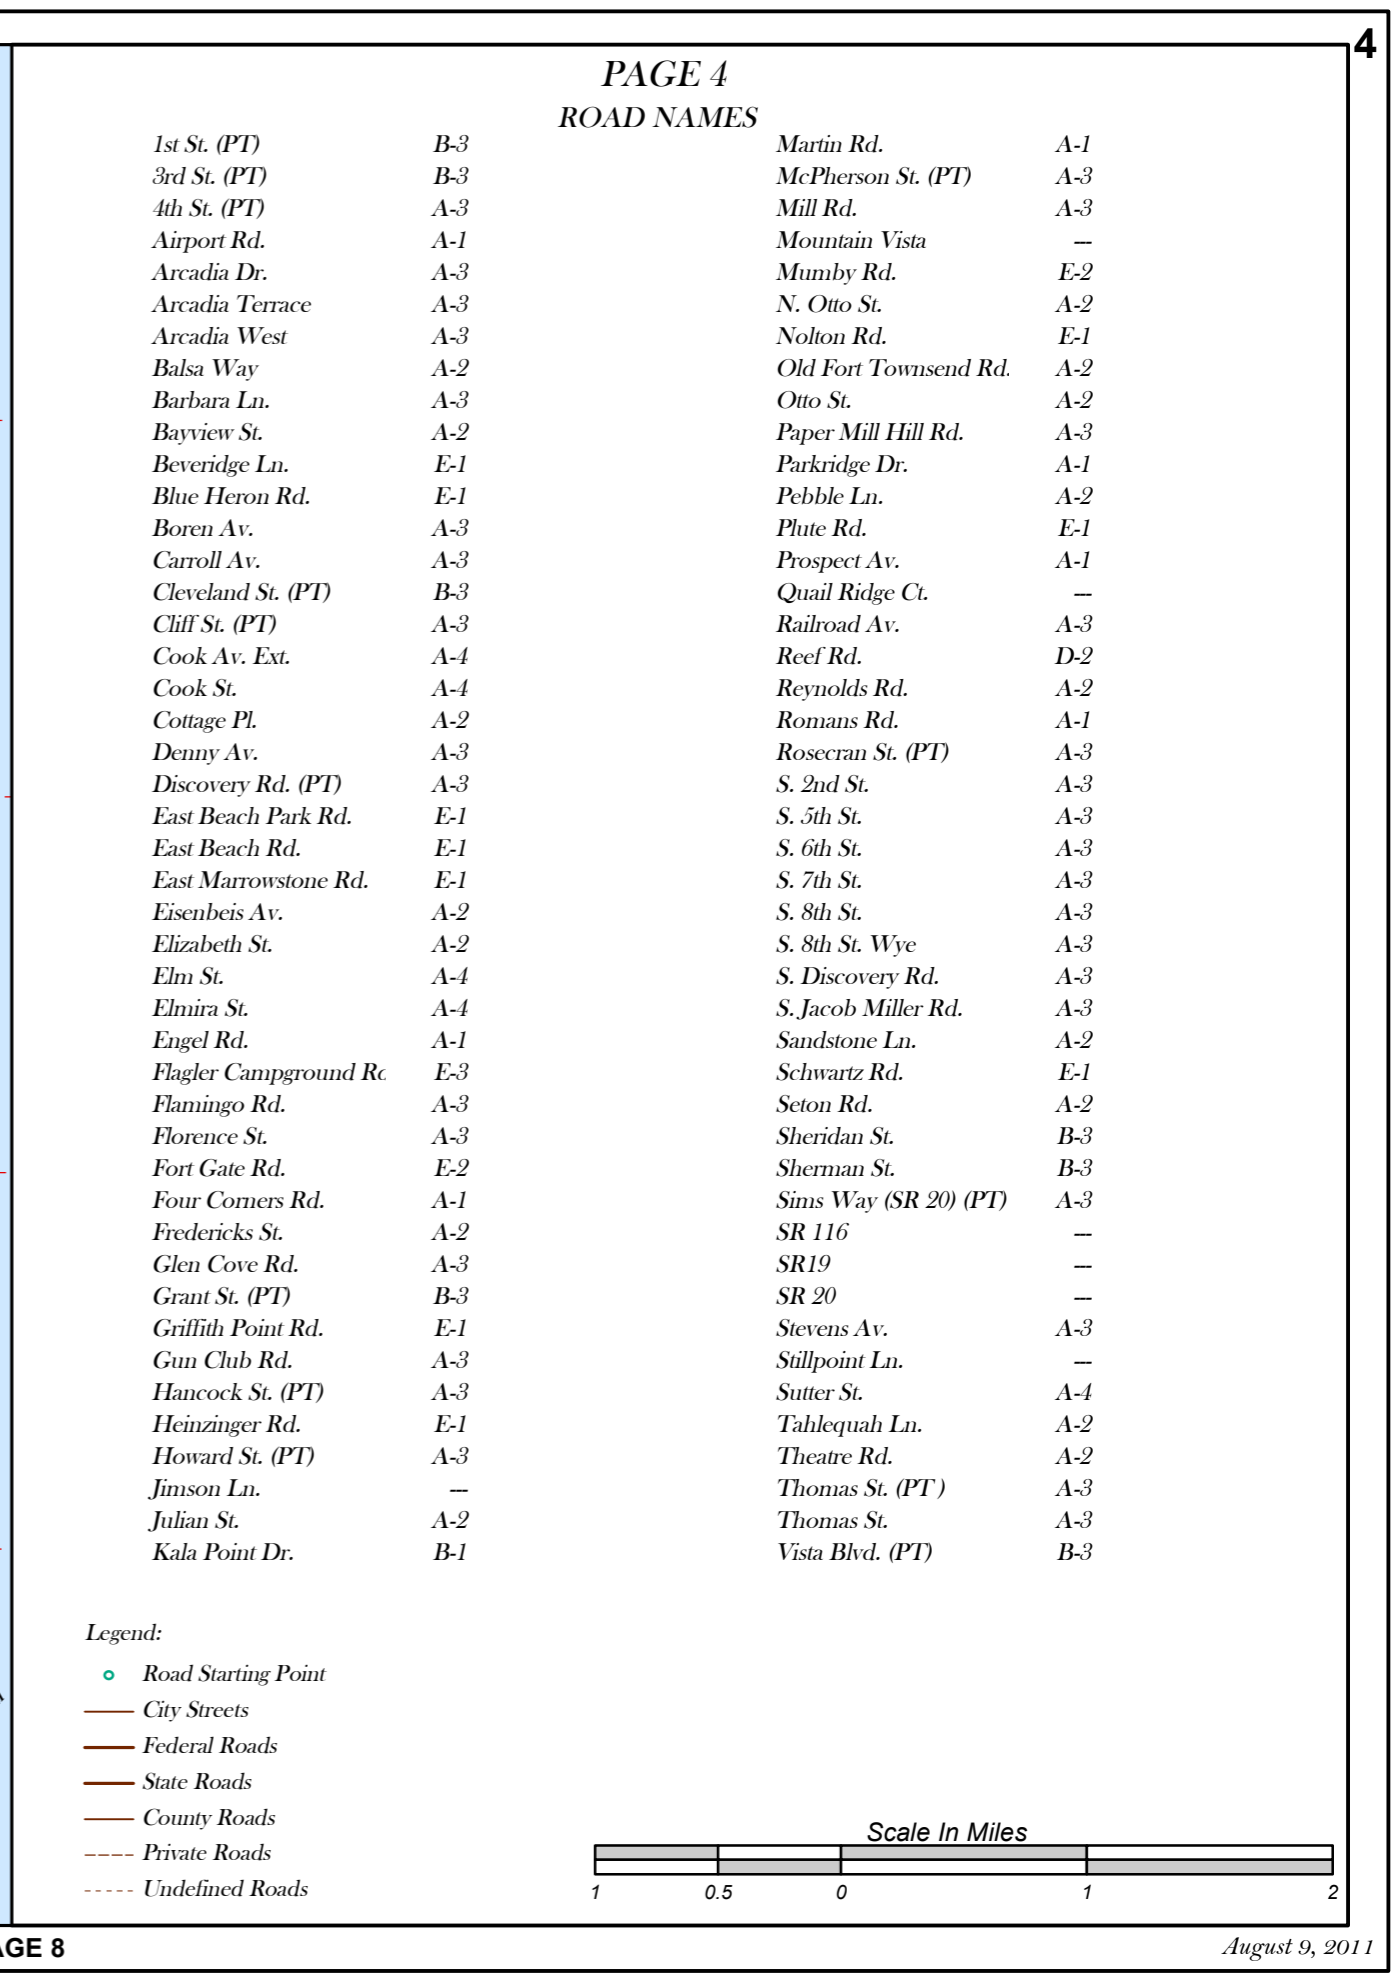 4
PAGE 4
ROAD NAMES
1st St. (PT) B-3
3rd St. (PT) B-3
4th St. (PT) A-3
Airport Rd. A-1
Arcadia Dr. A-3
Arcadia Terrace A-3
Arcadia West A-3
Balsa Way A-2
Barbara Ln. A-3
Bayview St. A-2
Beveridge Ln. E-1
Blue Heron Rd. E-1
Boren Av. A-3
Carroll Av. A-3
Cleveland St. (PT) B-3
Cliff St. (PT) A-3
Cook Av. Ext. A-4
Cook St. A-4
Cottage Pl. A-2
Denny Av. A-3
Discovery Rd. (PT) A-3
East Beach Park Rd. E-1
East Beach Rd. E-1
East Marrowstone Rd. E-1
Eisenbeis Av. A-2
Elizabeth St. A-2
Elm St. A-4
Elmira St. A-4
Engel Rd. A-1
Flagler Campground Rd E-3
Flamingo Rd. A-3
Florence St. A-3
Fort Gate Rd. E-2
Four Corners Rd. A-1
Fredericks St. A-2
Glen Cove Rd. A-3
Grant St. (PT) B-3
Griffith Point Rd. E-1
Gun Club Rd. A-3
Hancock St. (PT) A-3
Heinzinger Rd. E-1
Howard St. (PT) A-3
Jimson Ln. ---
Julian St. A-2
Kala Point Dr. B-1
Martin Rd. A-1
McPherson St. (PT) A-3
Mill Rd. A-3
Mountain Vista ---
Mumby Rd. E-2
N. Otto St. A-2
Nolton Rd. E-1
Old Fort Townsend Rd. A-2
Otto St. A-2
Paper Mill Hill Rd. A-3
Parkridge Dr. A-1
Pebble Ln. A-2
Plute Rd. E-1
Prospect Av. A-1
Quail Ridge Ct. ---
Railroad Av. A-3
Reef Rd. D-2
Reynolds Rd. A-2
Romans Rd. A-1
Rosecran St. (PT) A-3
S. 2nd St. A-3
S. 5th St. A-3
S. 6th St. A-3
S. 7th St. A-3
S. 8th St. A-3
S. 8th St. Wye A-3
S. Discovery Rd. A-3
S. Jacob Miller Rd. A-3
Sandstone Ln. A-2
Schwartz Rd. E-1
Seton Rd. A-2
Sheridan St. B-3
Sherman St. B-3
Sims Way (SR 20) (PT) A-3
SR 116 ---
SR19 ---
SR 20 ---
Stevens Av. A-3
Stillpoint Ln. ---
Sutter St. A-4
Tahlequah Ln. A-2
Theatre Rd. A-2
Thomas St. (PT ) A-3
Thomas St. A-3
Vista Blvd. (PT) B-3
Legend:
Road Starting Point
City Streets
Federal Roads
State Roads
County Roads
Private Roads
Undefined Roads
Scale In Miles
1 0.5 0 1 2
AGE 8
August 9, 2011